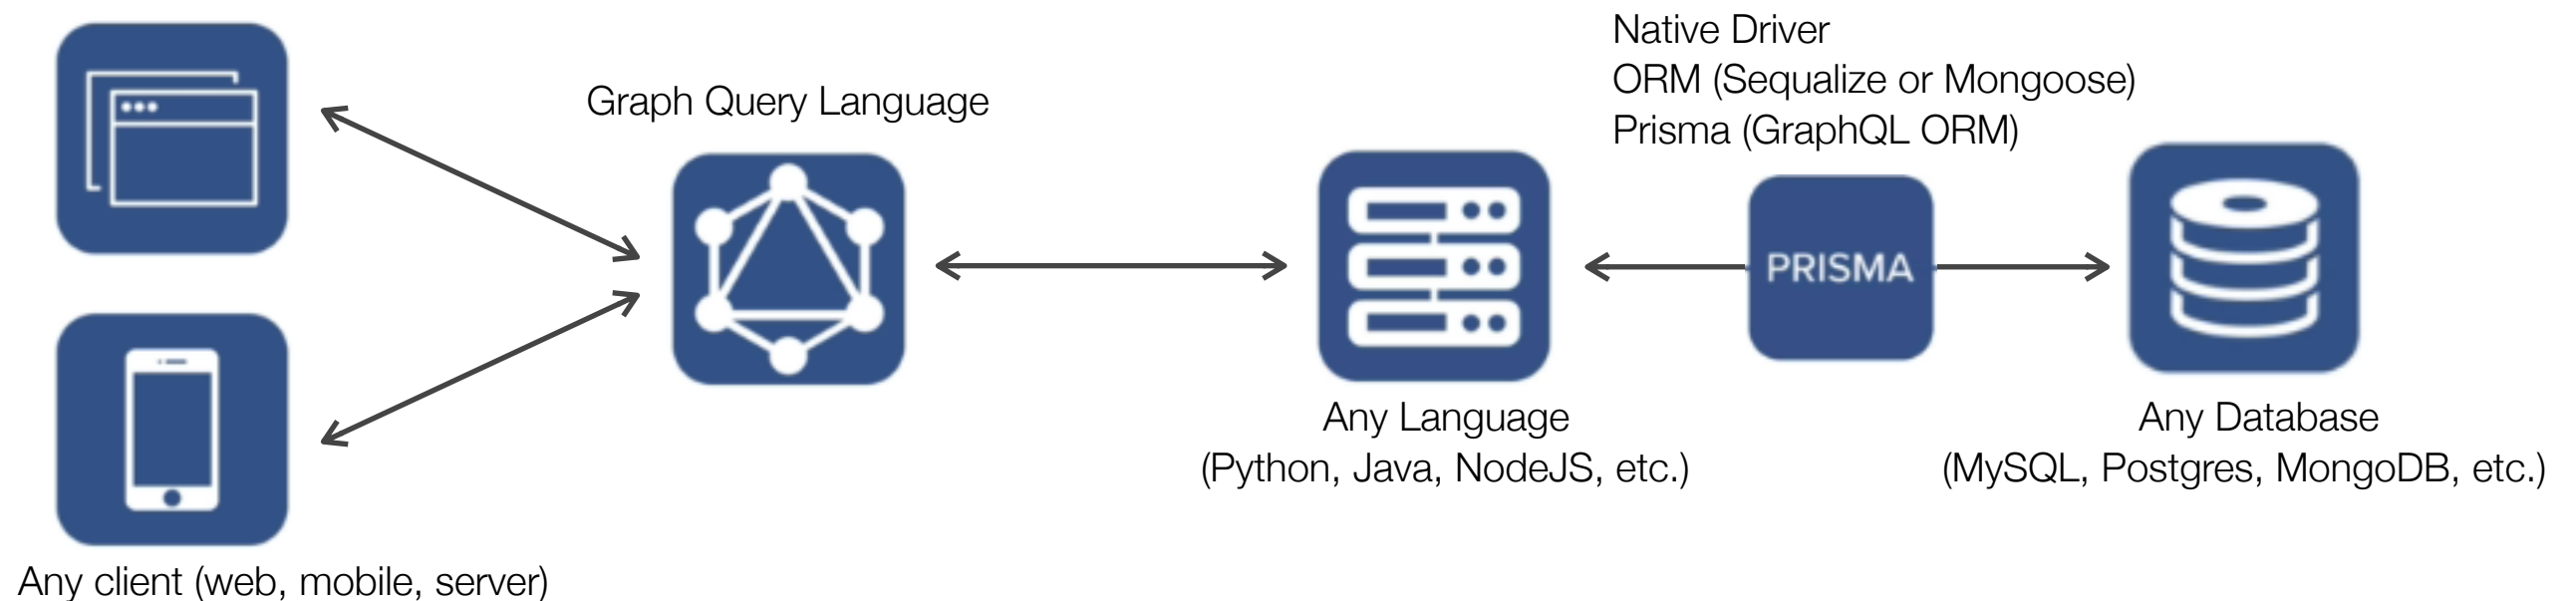 Native Driver
ORM (Sequalize or Mongoose)
Prisma (GraphQL ORM)
Graph Query Language
PRISMA
Any Language
(Python, Java, NodeJS, etc.)
Any Database
(MySQL, Postgres, MongoDB, etc.)
Any client (web, mobile, server)